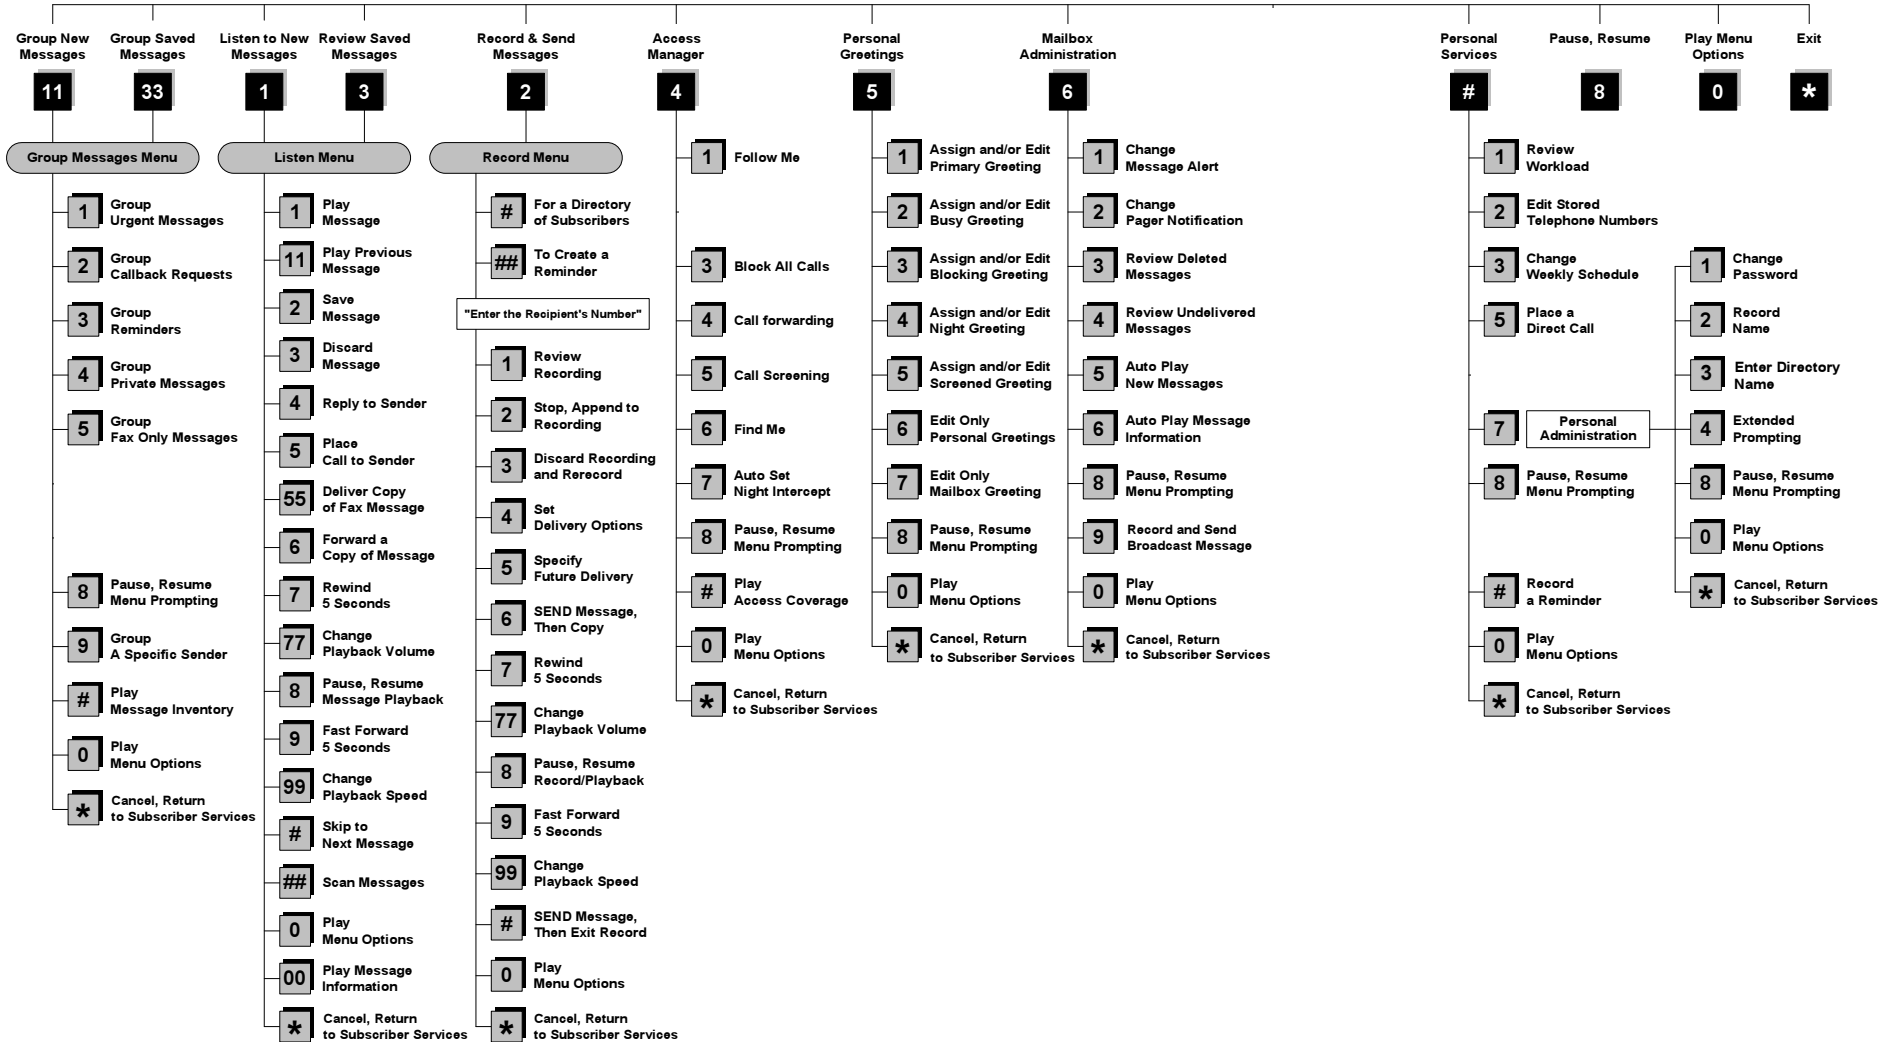 Group New
Messages
11
Group Saved
Messages
33
Listen to New
Messages
1
Review Saved
Messages
3
Record & Send
Messages
2
Access
Manager
4
Personal
Greetings
5
Mailbox
Administration
6
Personal
Services
#
Pause, Resume
8
Play Menu
Options
0
Exit
*
Group Messages Menu
1 Group
Urgent Messages
2 Group
Callback Requests
3 Group
Reminders
4 Group
Private Messages
5 Group
Fax Only Messages
8 Pause, Resume
Menu Prompting
9 Group
A Specific Sender
# Play
Message Inventory
0 Play
Menu Options
* Cancel, Return
to Subscriber Services
Listen Menu
1 Play
Message
11 Play Previous
Message
2 Save
Message
3 Discard
Message
4 Reply to Sender
5 Place
Call to Sender
55 Deliver Copy
of Fax Message
6 Forward a
Copy of Message
7 Rewind
5 Seconds
77 Change
Playback Volume
8 Pause, Resume
Message Playback
9 Fast Forward
5 Seconds
99 Change
Playback Speed
# Skip to
Next Message
## Scan Messages
0 Play
Menu Options
00 Play Message
Information
* Cancel, Return
to Subscriber Services
Record Menu
# For a Directory
of Subscribers
## To Create a
Reminder
"Enter the Recipient's Number"
1 Review
Recording
2 Stop, Append to
Recording
3 Discard Recording
and Rerecord
4 Set
Delivery Options
5 Specify
Future Delivery
6 SEND Message,
Then Copy
7 Rewind
5 Seconds
77 Change
Playback Volume
8 Pause, Resume
Record/Playback
9 Fast Forward
5 Seconds
99 Change
Playback Speed
# SEND Message,
Then Exit Record
0 Play
Menu Options
* Cancel, Return
to Subscriber Services
1 Follow Me
3 Block All Calls
4 Call forwarding
5 Call Screening
6 Find Me
7 Auto Set
Night Intercept
8 Pause, Resume
Menu Prompting
# Play
Access Coverage
0 Play
Menu Options
* Cancel, Return
to Subscriber Services
1 Assign and/or Edit
Primary Greeting
2 Assign and/or Edit
Busy Greeting
3 Assign and/or Edit
Blocking Greeting
4 Assign and/or Edit
Night Greeting
5 Assign and/or Edit
Screened Greeting
6 Edit Only
Personal Greetings
7 Edit Only
Mailbox Greeting
8 Pause, Resume
Menu Prompting
0 Play
Menu Options
* Cancel, Return
to Subscriber Services
1 Change
Message Alert
2 Change
Pager Notification
3 Review Deleted
Messages
4 Review Undelivered
Messages
5 Auto Play
New Messages
6 Auto Play Message
Information
8 Pause, Resume
Menu Prompting
9 Record and Send
Broadcast Message
0 Play
Menu Options
* Cancel, Return
to Subscriber Services
1 Review
Workload
2 Edit Stored
Telephone Numbers
3 Change
Weekly Schedule
5 Place a
Direct Call
7 Personal
Administration
8 Pause, Resume
Menu Prompting
# Record
a Reminder
0 Play
Menu Options
* Cancel, Return
to Subscriber Services
1 Change
Password
2 Record
Name
3 Enter Directory
Name
4 Extended
Prompting
8 Pause, Resume
Menu Prompting
0 Play
Menu Options
* Cancel, Return
to Subscriber Services